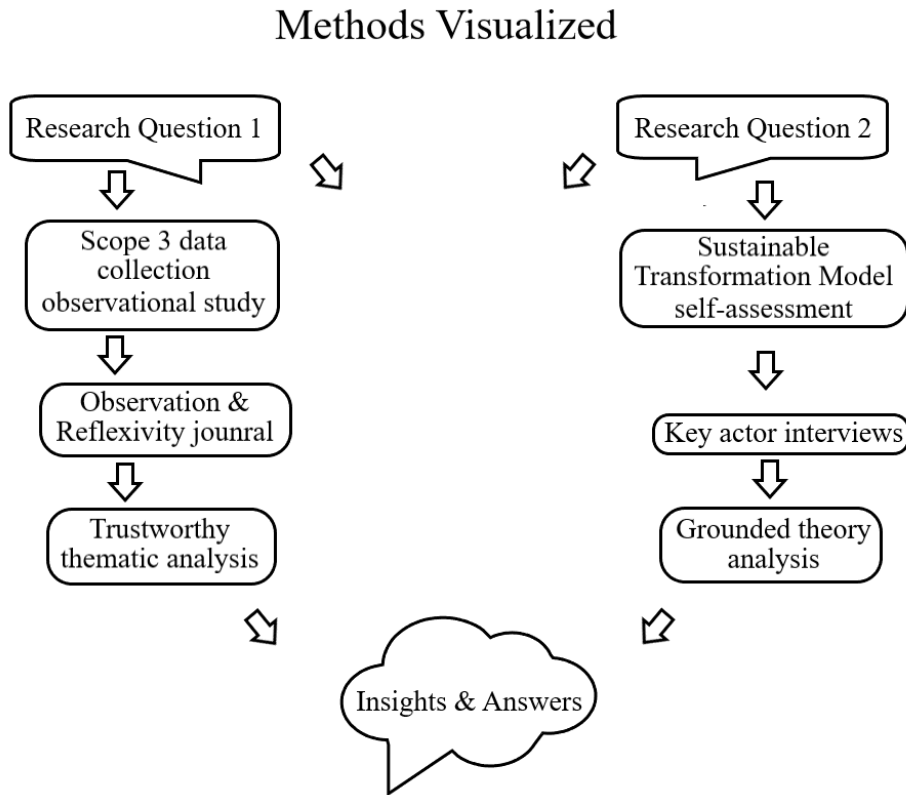 Methods Visualized
Research Question 1
Scope 3 data
collection
observational study
Observation &
Reflexivity jounral
Trustworthy
thematic analysis
Research Question 2
Sustainable
Transformation Model
self-assessment
Key actor interviews
Grounded theory
analysis
Insights & Answers